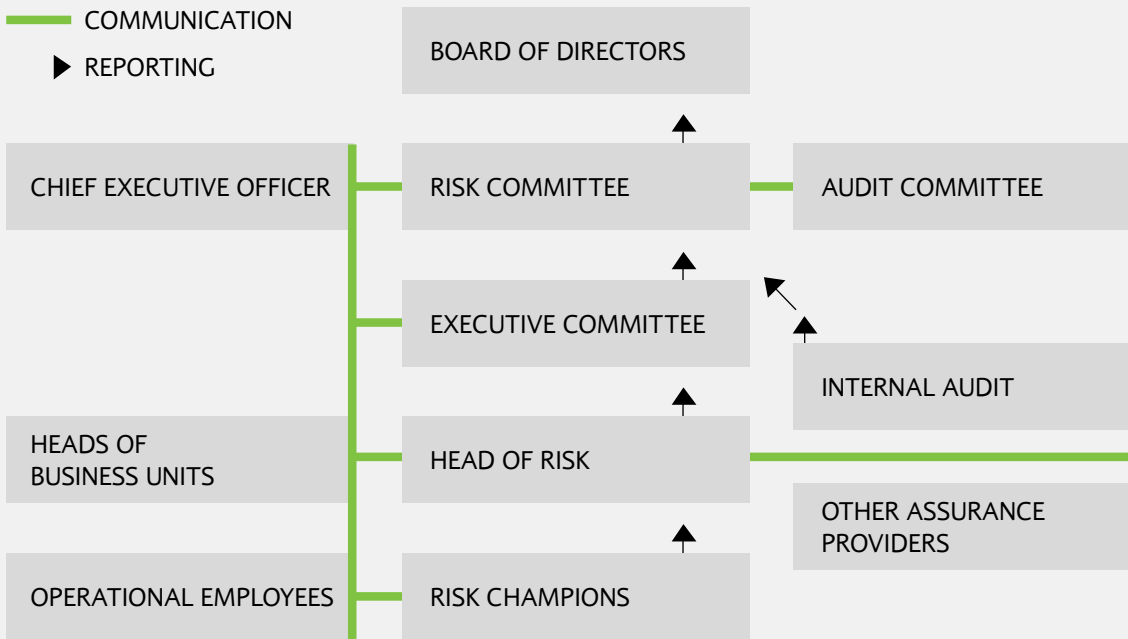 COMMUNICATION
REPORTING
BOARD OF DIRECTORS
CHIEF EXECUTIVE OFFICER
RISK COMMITTEE
AUDIT COMMITTEE
EXECUTIVE COMMITTEE
INTERNAL AUDIT
HEADS OF
BUSINESS UNITS
HEAD OF RISK
OTHER ASSURANCE
PROVIDERS
OPERATIONAL EMPLOYEES
RISK CHAMPIONS